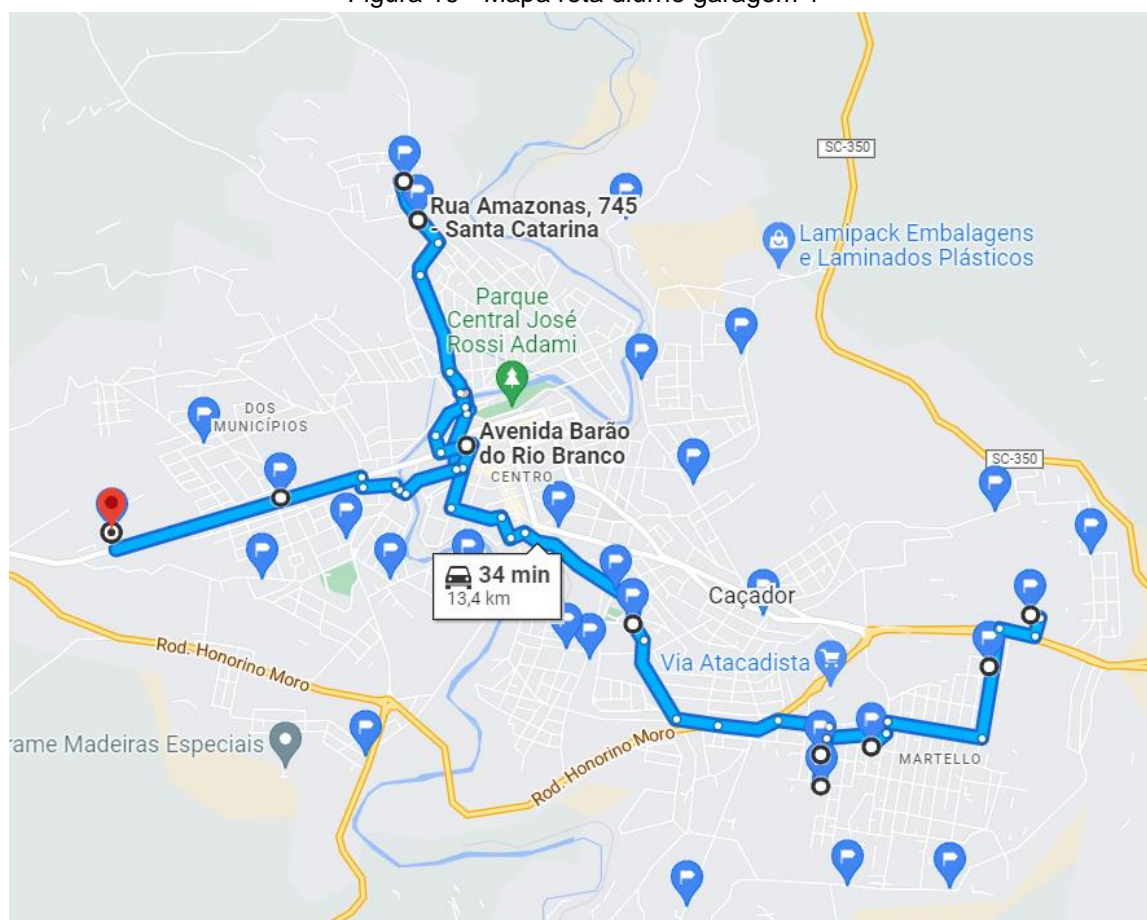 Figura - Mapa rota diurno garagem
SC-350
Rua Amazonas, 745
- Santa Catarina
Lamipack Embalagens
e Laminados Plásticos
Parque
Central José
Rossi Adami
DOS
MUNICÍPIOS
Avenida Barão
do Rio Branco
CENTRO
SC-350
34 min
13,4 km
Caçador
Rod. Honorino Moro
Via Atacadista
rame Madeiras Especiais
Rod. Honorino Moro
MARTELLO